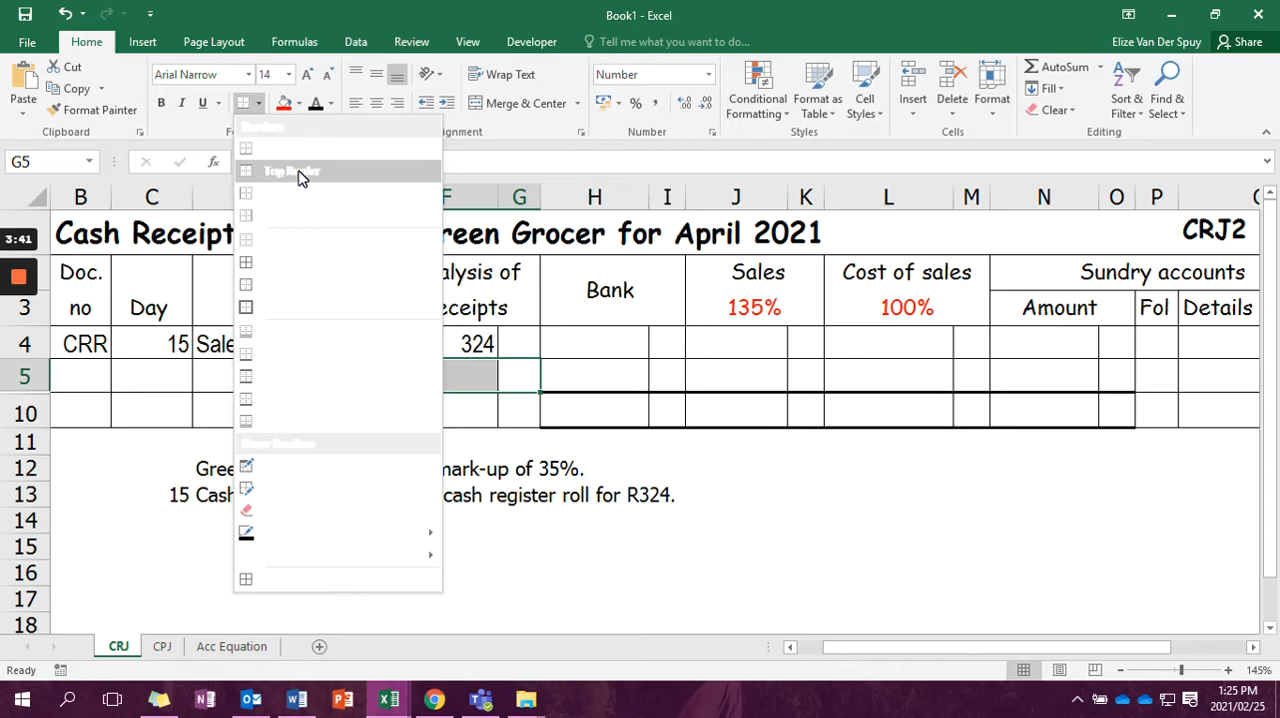 Book1 - Excel
File Home Insert Page Layout Formulas Data Review View Developer Tell me what you want to do... Elize Van Der Spuy Share
Paste Cut Copy Format Painter Clipboard
Arial Narrow 14
B I U A
Wrap Text
Merge & Center
Number
%
Number
Conditional Formatting Format as Table Cell Styles Styles
Insert Delete Format Cells
AutoSum Fill Clear Sort & Filter Find & Select Editing
G5 fx
Borders
Top Border
Draw Borders
B C F G H I J K L M N O P
3:41
Cash Receipt reen Grocer for April 2021 CRJ2
Doc. alysis of Sales Cost of sales Sundry accounts
Bank
3 no Day eceipts 135% 100% Amount Fol Details
4 CRR 15 Sale 324
5
10
11
12 Gree mark-up of 35%.
13 15 Cash cash register roll for R324.
14
15
16
17
18
CRJ CPJ Acc Equation
Ready 145%
1:25 PM
2021/02/25